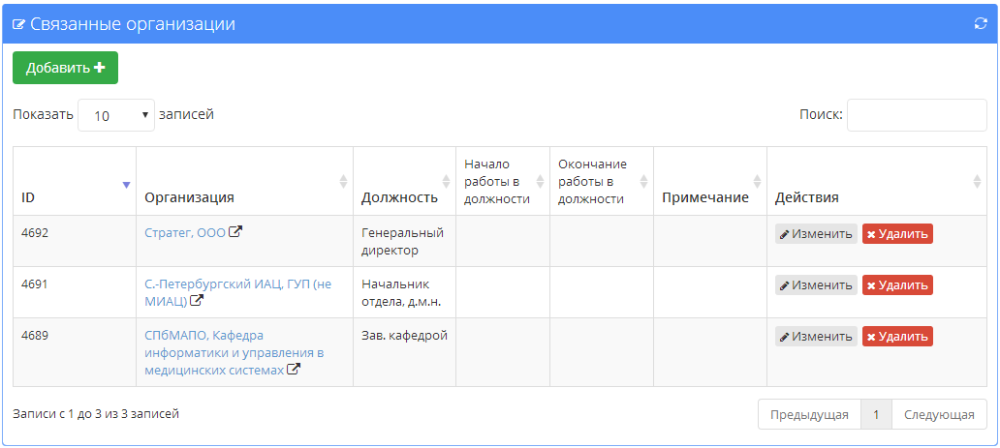 Связанные организации
Добавить
Показать 10 записей
Поиск:
ID
Организация
Должность
Начало
работы в
должности
Окончание
работы в
должности
Примечание
Действия
4692
Стратег, ООО
Генеральный
директор
Изменить
Удалить
4691
С.-Петербургский ИАЦ, ГУП (не
МИАЦ)
Начальник
отдела, д.м.н.
Изменить
Удалить
4689
СПбМАПО, Кафедра
информатики и управления в
медицинских системах
Зав. кафедрой
Изменить
Удалить
Записи с 1 до 3 из 3 записей
Предыдущая 1 Следующая